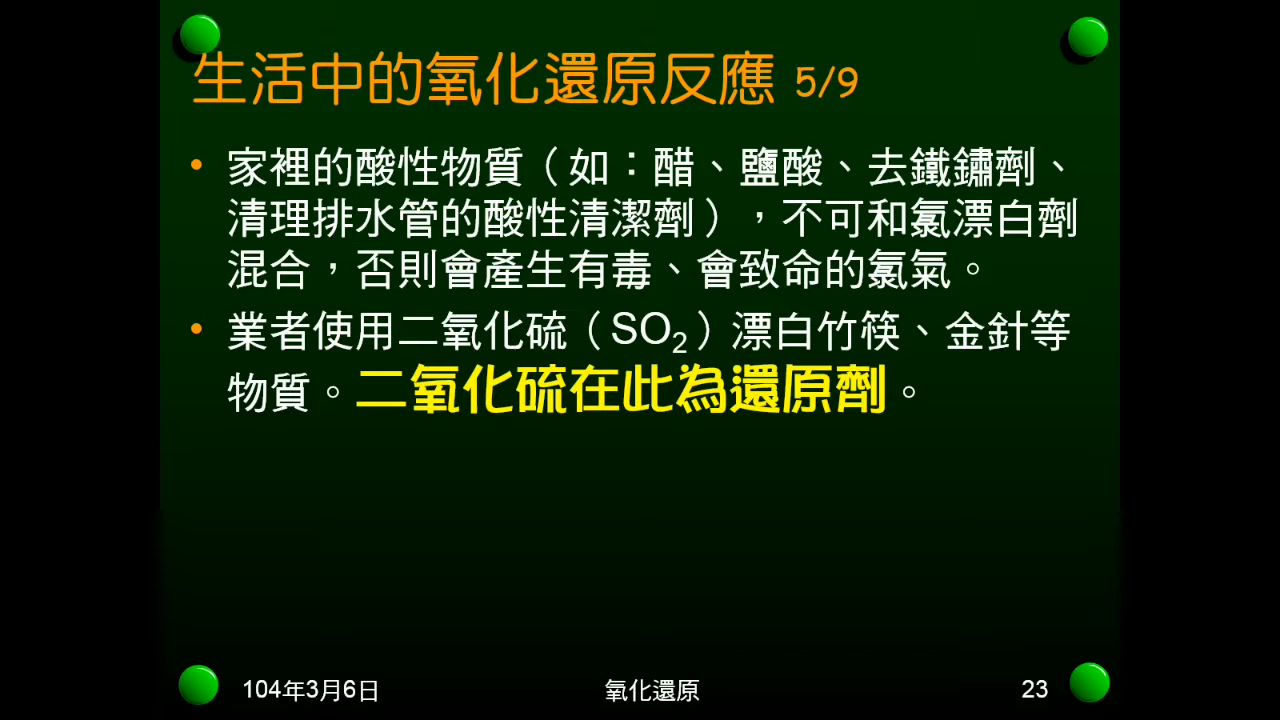 生活中的氧化還原反應 5/9
• 家裡的酸性物質（如：醋、鹽酸、去鐵鏽劑、
清理排水管的酸性清潔劑），不可和氯漂白劑
混合，否則會產生有毒、會致命的氯氣。
• 業者使用二氧化硫（SO₂）漂白竹筷、金針等
物質。二氧化硫在此為還原劑。
104年3月6日 氧化還原 23